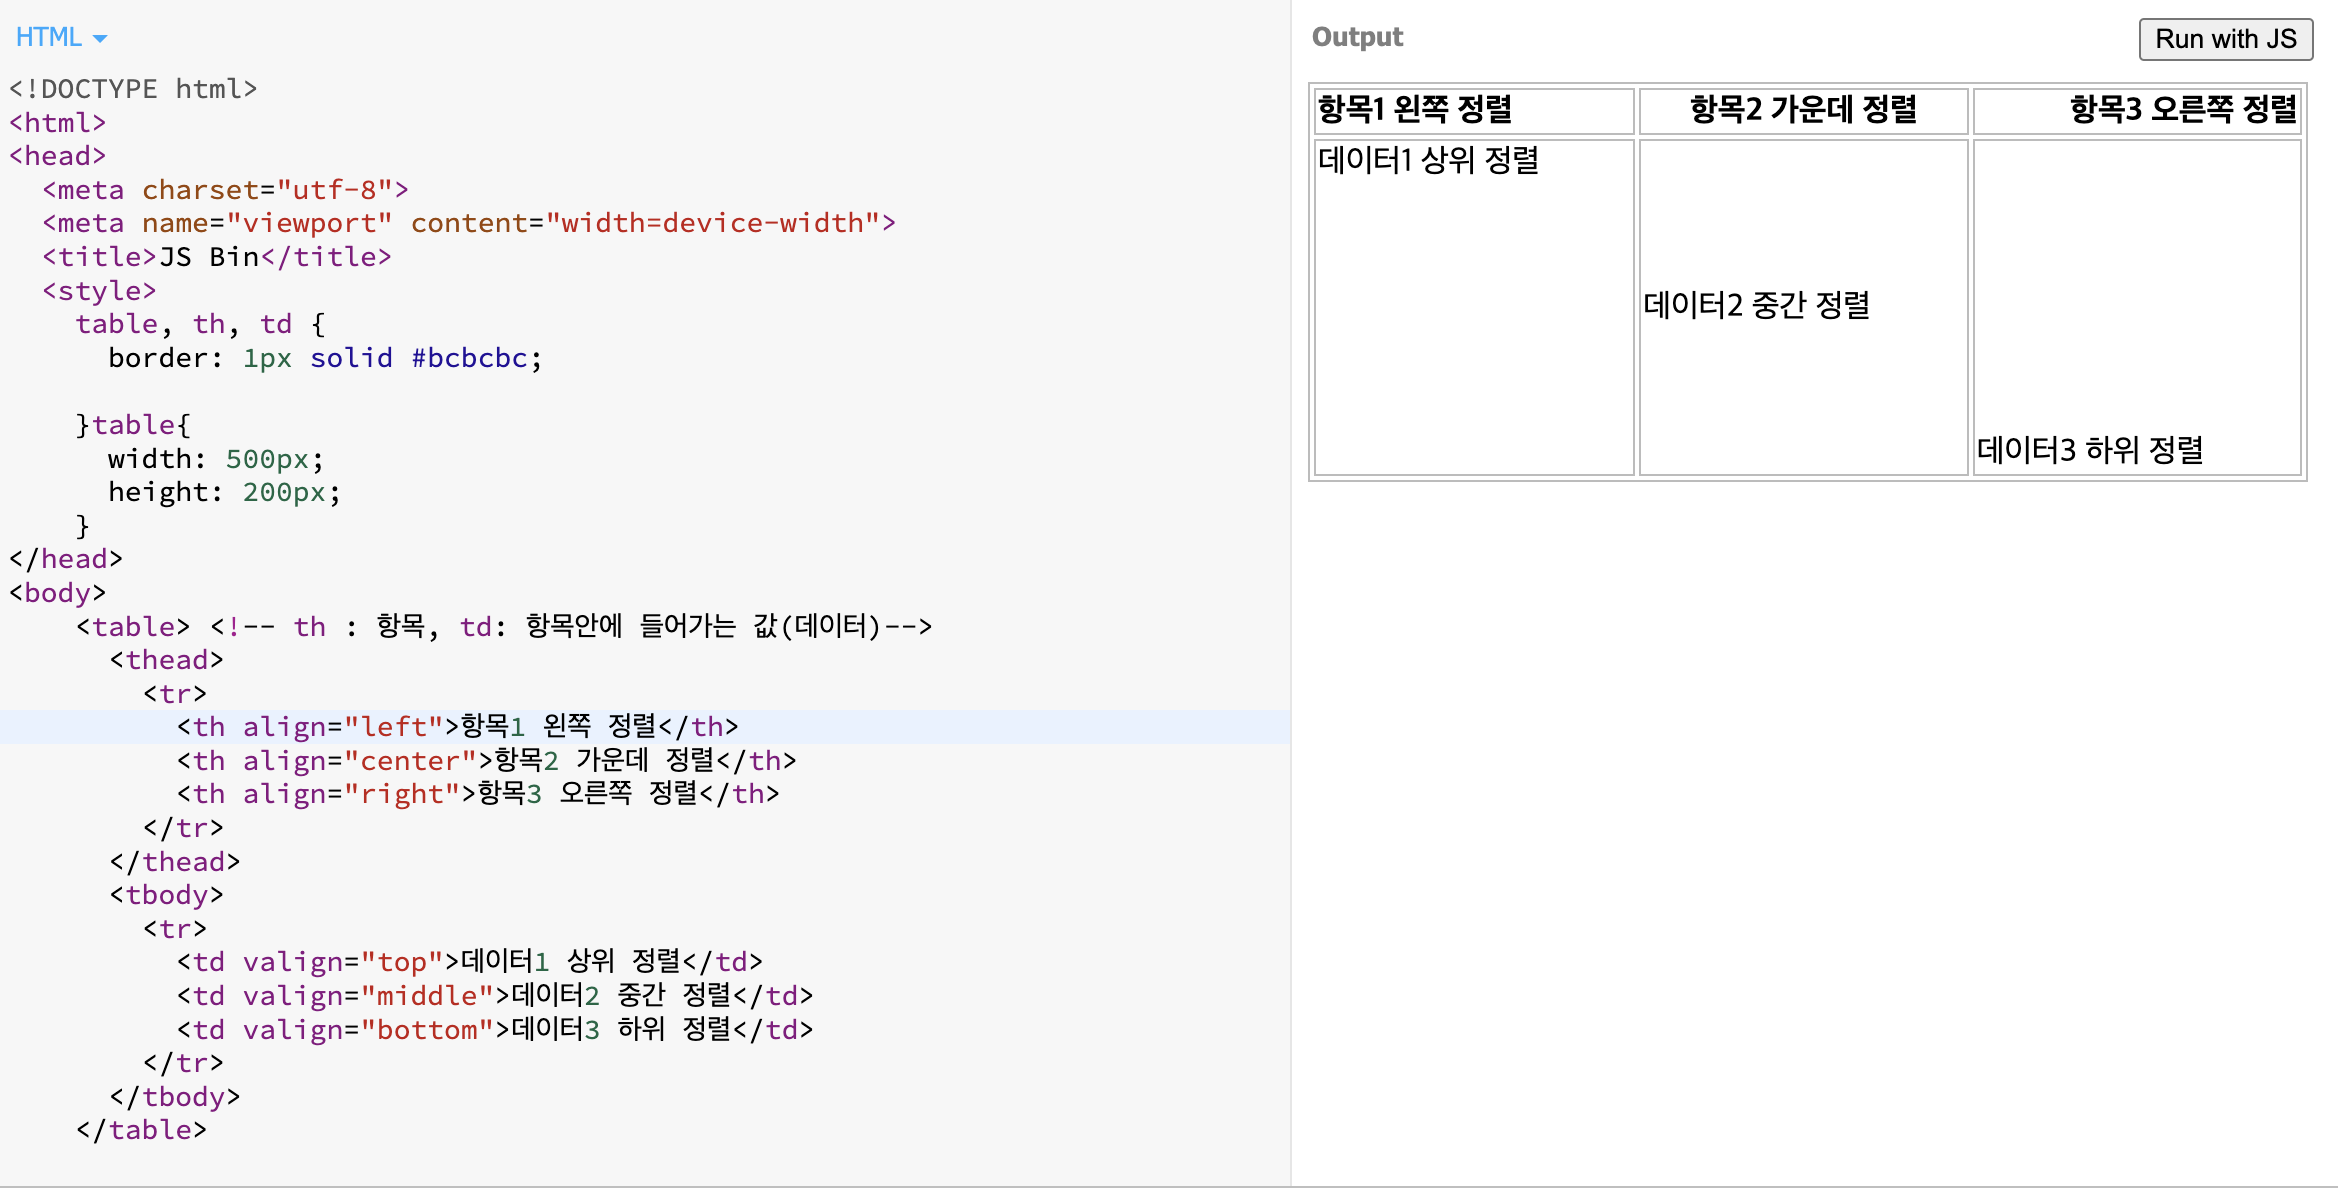 HTML
<!DOCTYPE html>
<html>
<head>
  <meta charset="utf-8">
  <meta name="viewport" content="width=device-width">
  <title>JS Bin</title>
  <style>
    table, th, td {
      border: 1px solid #bcbcbc;

    }table{
      width: 500px;
      height: 200px;
    }
</head>
<body>
    <table> <!-- th : 항목, td: 항목안에 들어가는 값(데이터)-->
      <thead>
        <tr>
          <th align="left">항목1 왼쪽 정렬</th>
          <th align="center">항목2 가운데 정렬</th>
          <th align="right">항목3 오른쪽 정렬</th>
        </tr>
      </thead>
      <tbody>
        <tr>
          <td valign="top">데이터1 상위 정렬</td>
          <td valign="middle">데이터2 중간 정렬</td>
          <td valign="bottom">데이터3 하위 정렬</td>
        </tr>
      </tbody>
    </table>
Output
Run with JS
항목1 왼쪽 정렬 항목2 가운데 정렬 항목3 오른쪽 정렬
데이터1 상위 정렬
데이터2 중간 정렬
데이터3 하위 정렬